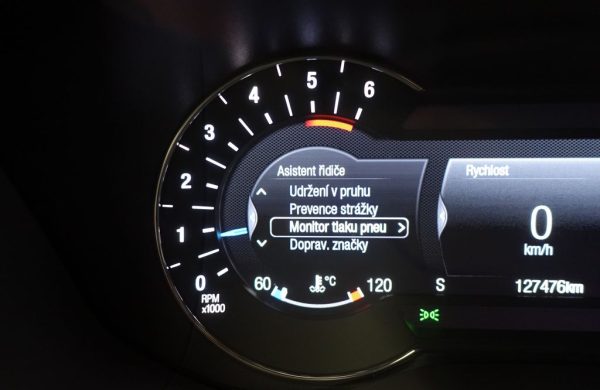 6
5
4
3
2
1
0
RPM
x1000
Asistent řidiče
Udržení v pruhu
Prevence strážky
Monitor tlaku pneu
Doprav. značky
60
°C
120
Rychlost
0
km/h
S
127476km